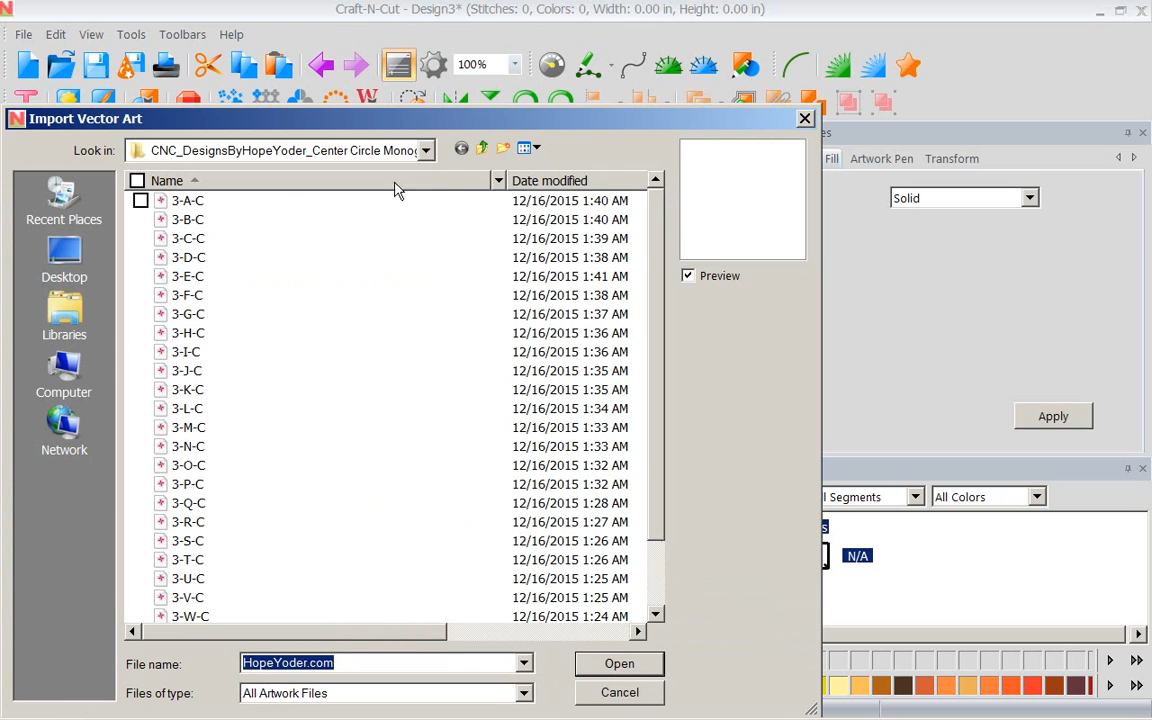 Craft-N-Cut - Design3* (Stitches: 0, Colors: 0, Width: 0.00 in, Height: 0.00 in)
File Edit View Tools Toolbars Help
100%
Import Vector Art
Look in: CNC_DesignsByHopeYoder_Center Circle Monog
Fill Artwork Pen Transform
Name Date modified
Solid
3-A-C 12/16/2015 1:40 AM
3-B-C 12/16/2015 1:40 AM
3-C-C 12/16/2015 1:39 AM
3-D-C 12/16/2015 1:38 AM
3-E-C 12/16/2015 1:41 AM
3-F-C 12/16/2015 1:38 AM
3-G-C 12/16/2015 1:37 AM
3-H-C 12/16/2015 1:36 AM
3-I-C 12/16/2015 1:36 AM
3-J-C 12/16/2015 1:35 AM
3-K-C 12/16/2015 1:35 AM
3-L-C 12/16/2015 1:34 AM
3-M-C 12/16/2015 1:33 AM
3-N-C 12/16/2015 1:33 AM
3-O-C 12/16/2015 1:32 AM
3-P-C 12/16/2015 1:32 AM
3-Q-C 12/16/2015 1:28 AM
3-R-C 12/16/2015 1:27 AM
3-S-C 12/16/2015 1:26 AM
3-T-C 12/16/2015 1:26 AM
3-U-C 12/16/2015 1:25 AM
3-V-C 12/16/2015 1:25 AM
3-W-C 12/16/2015 1:24 AM
Recent Places
Desktop
Libraries
Computer
Network
Preview
Apply
Segments All Colors
N/A
File name: HopeYoder.com Open
Files of type: All Artwork Files Cancel